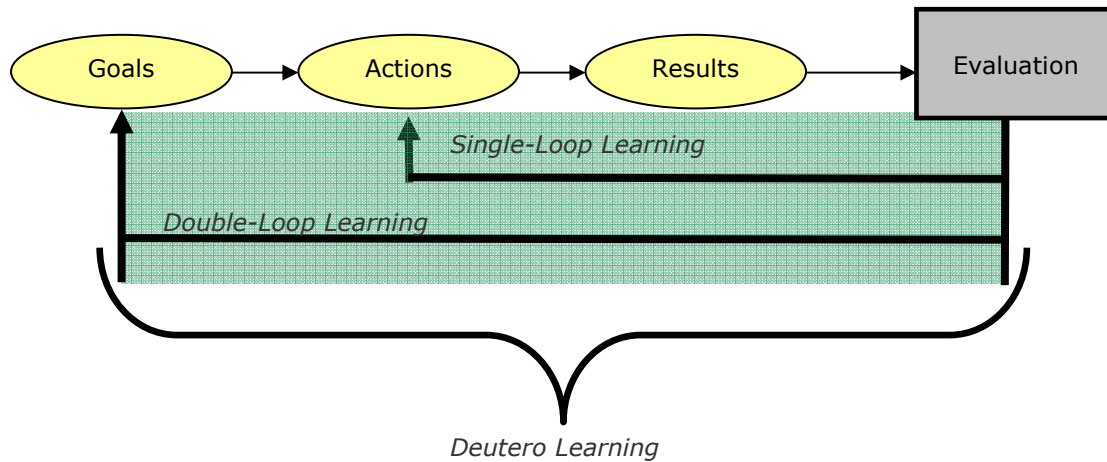 Goals
Actions
Results
Evaluation
Single-Loop Learning
Double-Loop Learning
Deutero Learning